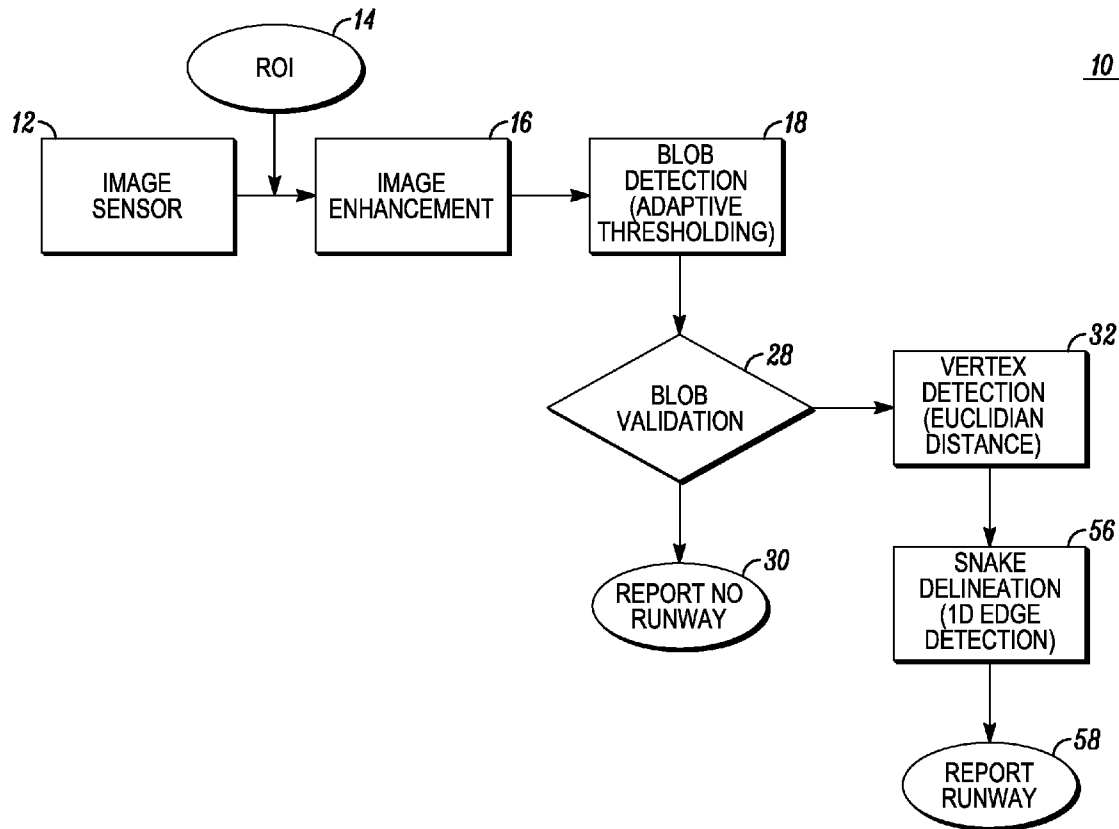 14
ROI
10
12
IMAGE
SENSOR
16
IMAGE
ENHANCEMENT
18
BLOB
DETECTION
(ADAPTIVE
THRESHOLDING)
28
BLOB
VALIDATION
32
VERTEX
DETECTION
(EUCLIDIAN
DISTANCE)
30
REPORT NO
RUNWAY
56
SNAKE
DELINEATION
(1D EDGE
DETECTION)
58
REPORT
RUNWAY